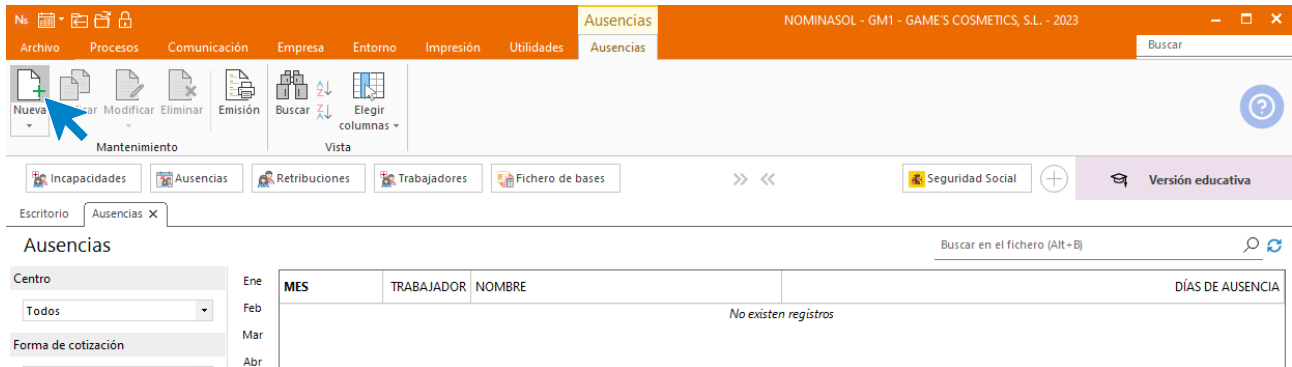 Ns Ausencias NOMINASOL - GM1 - GAME'S COSMETICS, S.L. - 2023
Archivo Procesos Comunicación Empresa Entorno Impresión Utilidades Ausencias Buscar
Nueva Modificar Eliminar Emisión Buscar Elegir
columnas
Mantenimiento Vista
Incapacidades Ausencias Retribuciones Trabajadores Fichero de bases Seguridad Social Versión educativa
Escritorio Ausencias
Ausencias Buscar en el fichero (Alt+B)
Centro Ene MES TRABAJADOR NOMBRE DÍAS DE AUSENCIA
Todos Feb No existen registros
Mar
Forma de cotización
Abr